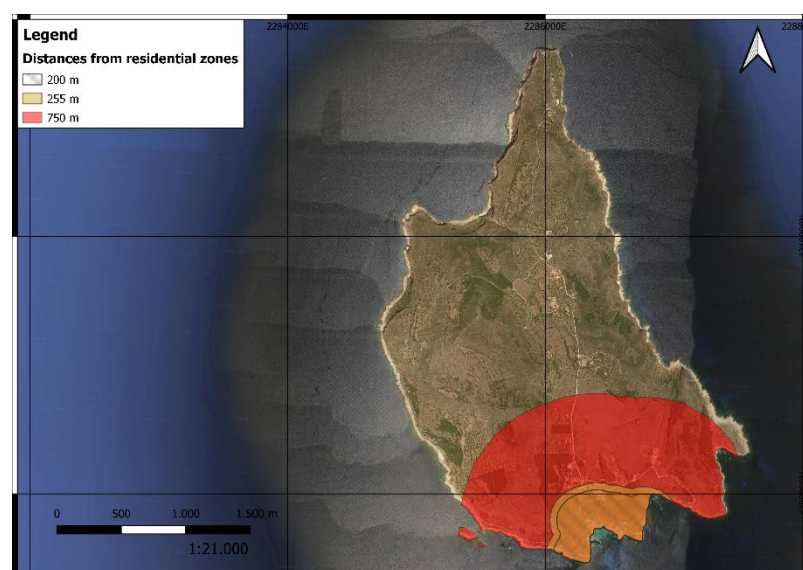 Legend
Distances from residential zones
200 m
255 m
750 m
2284000E
2286000E
2288
0
500
1.000
1.500 m
1:21.000